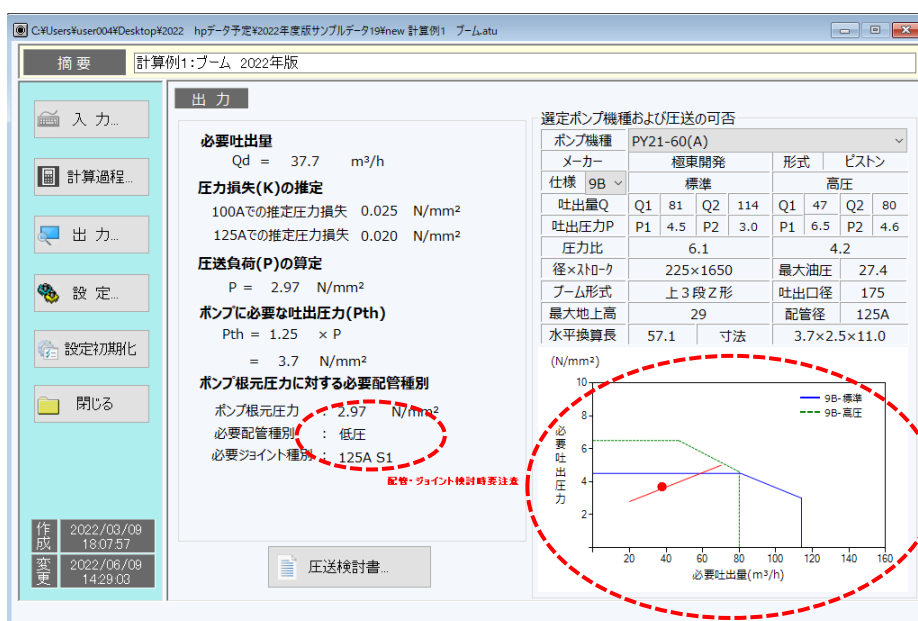 C:¥Users¥user004¥Desktop¥2022 hpデータ予定¥2022年度版サンプルデータ19¥new 計算例1 ブーム.atu
摘要 計算例1:ブーム 2022年版
入 力...
計算過程...
出 力...
設 定...
設定初期化
閉じる
作成 2022/03/09 18:07:57
変更 2022/06/09 14:29:03
出 力
必要吐出量
Qd = 37.7 m³/h
圧力損失(K)の推定
100Aでの推定圧力損失 0.025 N/mm²
125Aでの推定圧力損失 0.020 N/mm²
圧送負荷(P)の算定
P = 2.97 N/mm²
ポンプに必要な吐出圧力(Pth)
Pth = 1.25 × P
= 3.7 N/mm²
ポンプ根元圧力に対する必要配管種別
ポンプ根元圧力 : 2.97 N/mm²
必要配管種別 : 低圧
必要ジョイント種別 : 125A S1
配管・ジョイント検討時要注意
圧送検討書...
選定ポンプ機種および圧送の可否
ポンプ機種 PY21-60(A)
メーカー 極東開発 形式 ピストン
仕様 9B 標準 高圧
吐出量Q Q1 81 Q2 114 Q1 47 Q2 80
吐出圧力P P1 4.5 P2 3.0 P1 6.5 P2 4.6
圧力比 6.1 4.2
径×ストローク 225×1650 最大油圧 27.4
ブーム形式 上3段Z形 吐出口径 175
最大地上高 29 配管径 125A
水平換算長 57.1 寸法 3.7×2.5×11.0
(N/mm²)
10
8
6
4
2
必要吐出圧力
9B-標準
9B-高圧
20 40 60 80 100 120 140 160
必要吐出量(m³/h)